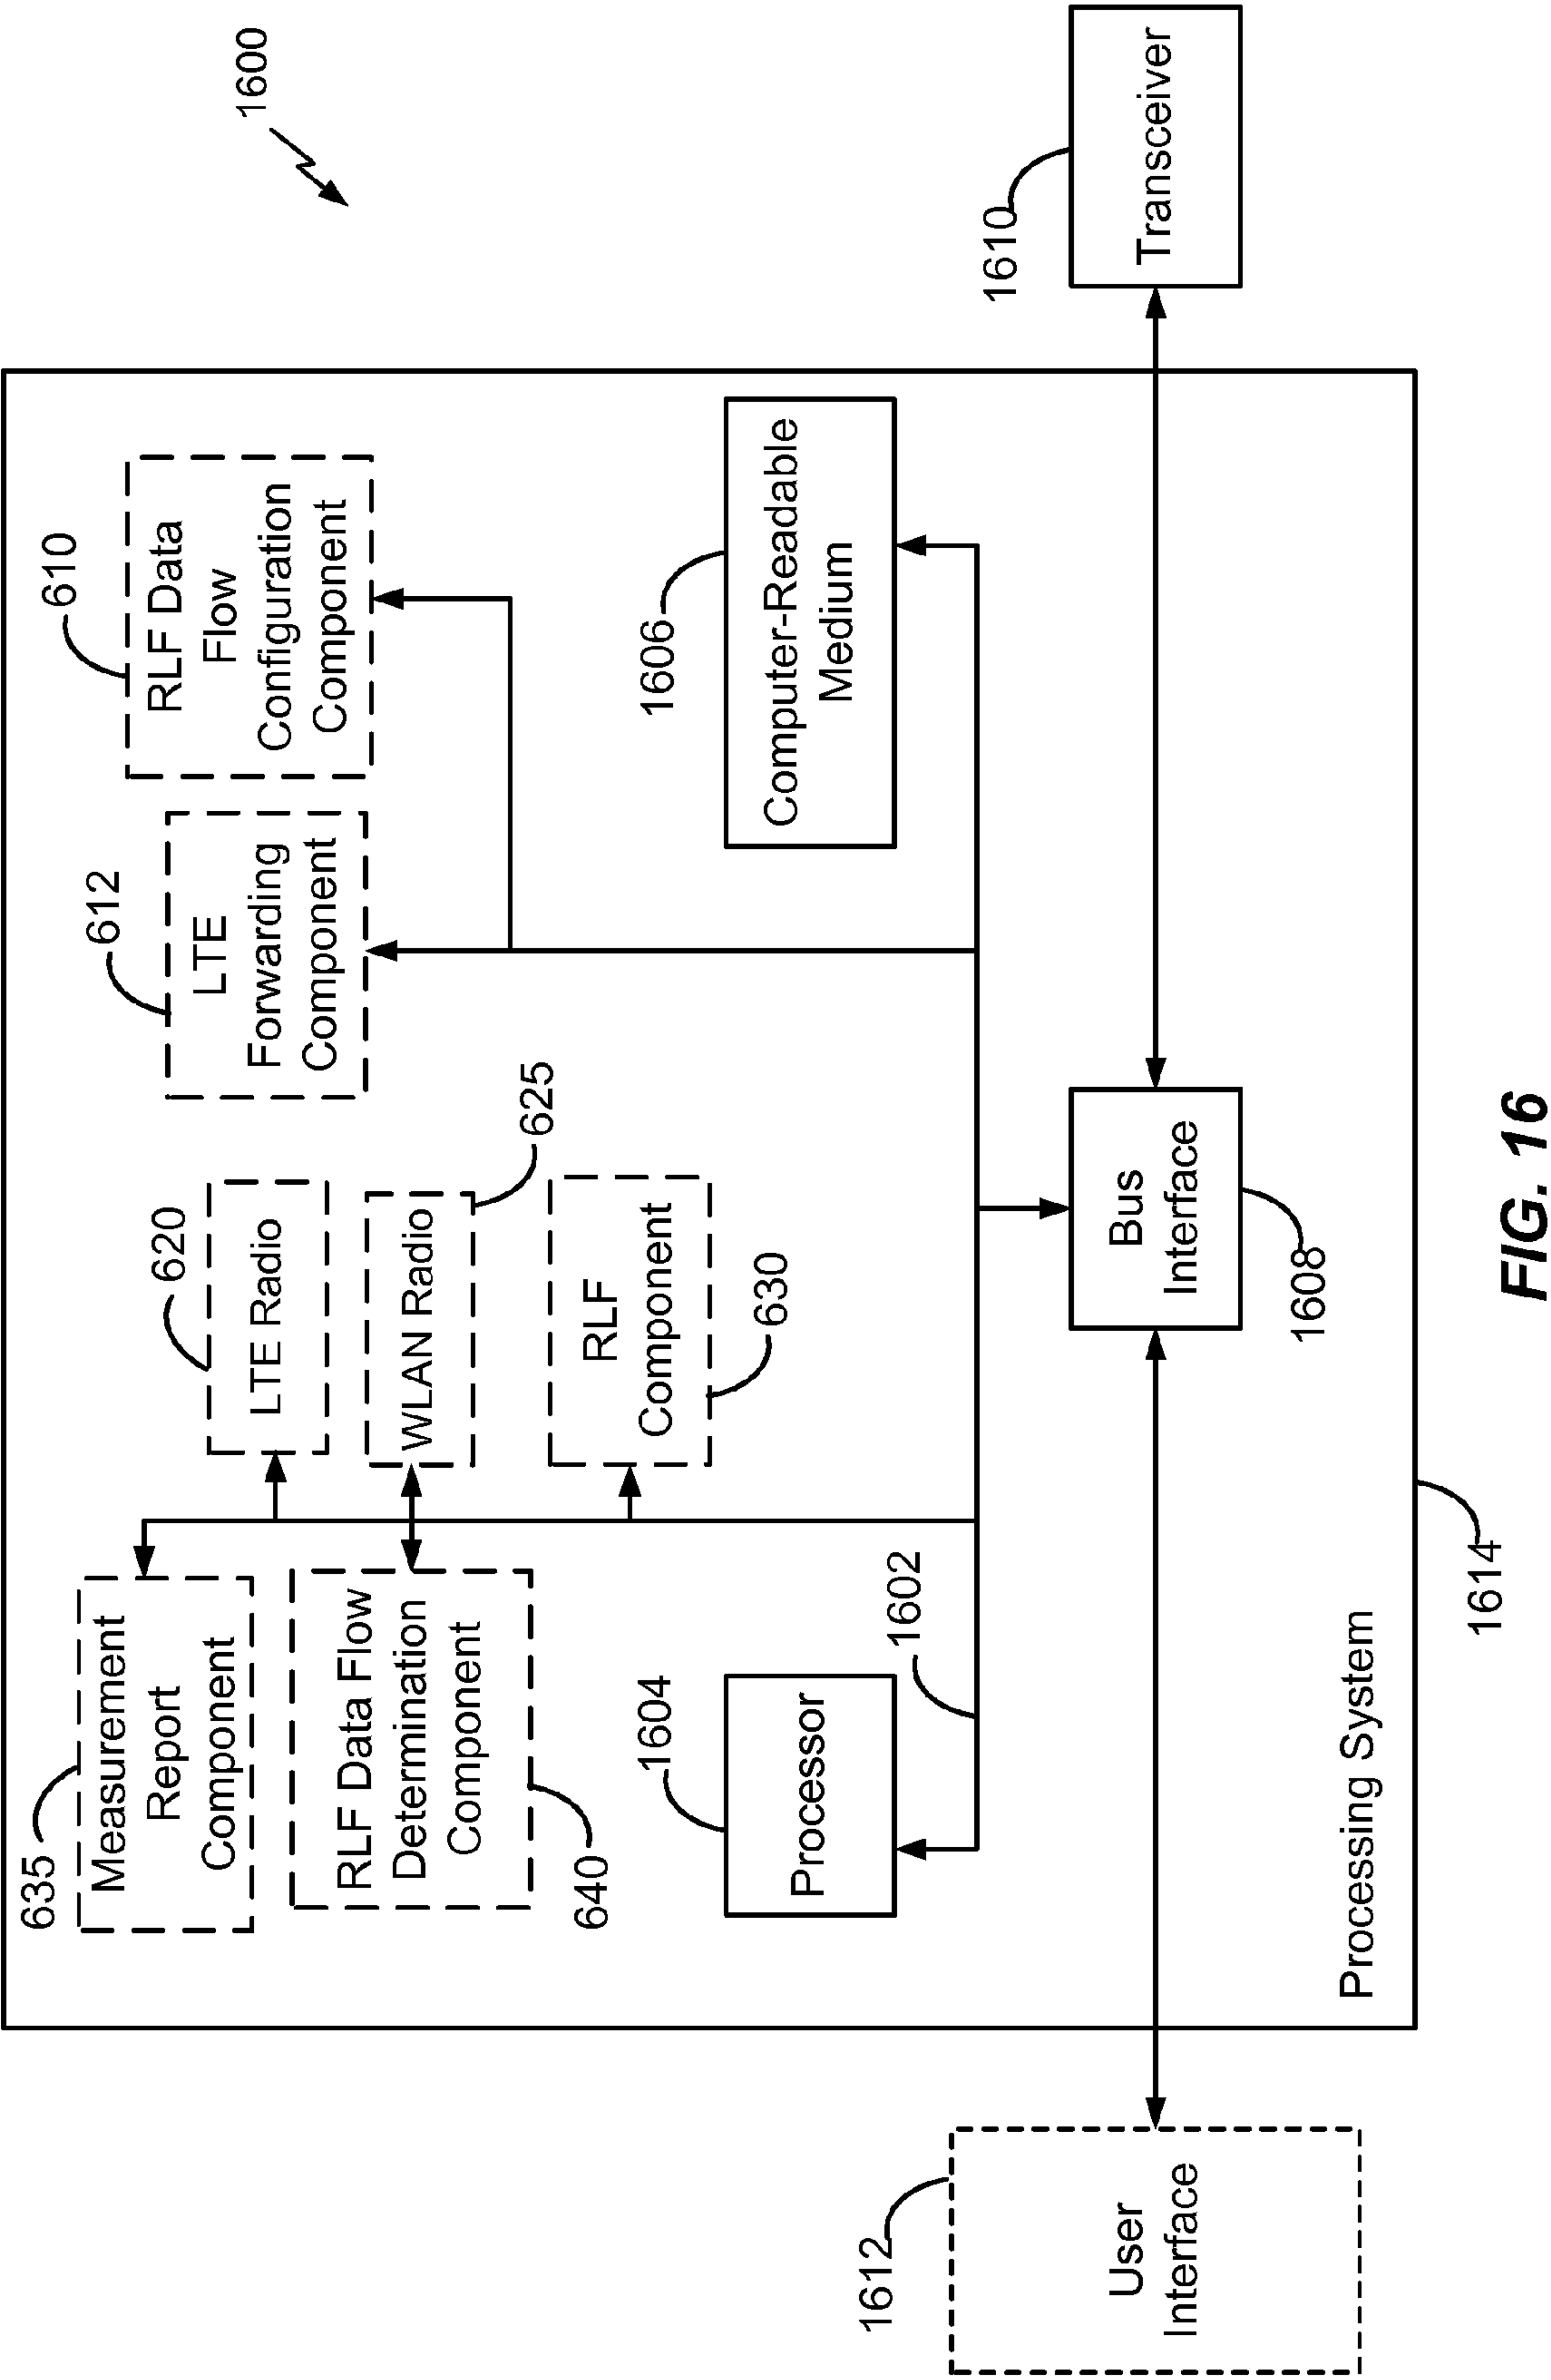 1600
635
Measurement
Report
Component
620
LTE Radio
612
LTE
Forwarding
Component
610
RLF Data
Flow
Configuration
Component
RLF Data Flow
Determination
Component
640
WLAN Radio
625
RLF
Component
630
1604
Processor
1602
1606
Computer-Readable
Medium
1612
User
Interface
Bus
Interface
1608
1610
Transceiver
Processing System
1614
FIG. 16